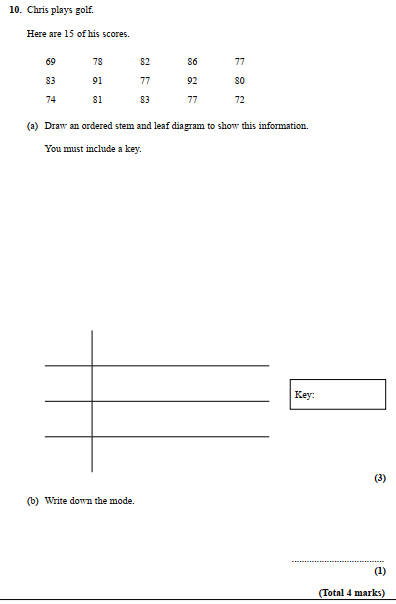 10. Chris plays golf.
Here are 15 of his scores.
69 78 82 86 77
83 91 77 92 80
74 81 83 77 72
(a) Draw an ordered stem and leaf diagram to show this information.
You must include a key.
Key:
(3)
(b) Write down the mode.
(1)
(Total 4 marks)